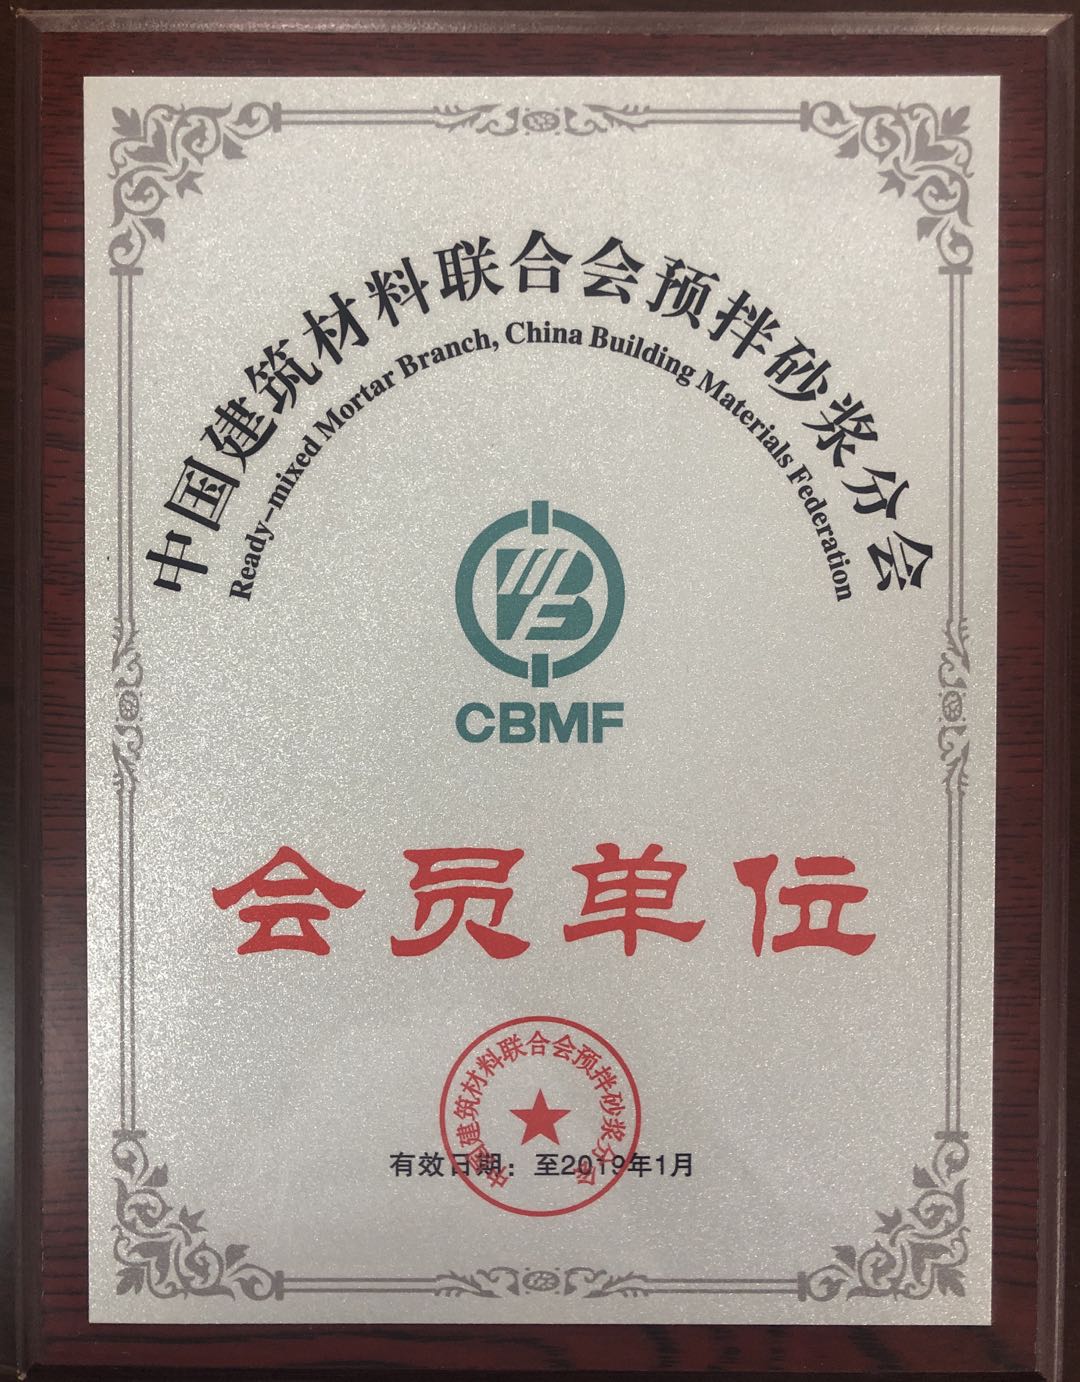 中国建筑材料联合会预拌砂浆分会
Ready-mixed Mortar Branch, China Building Materials Federation
CBMF
会员单位
中国建筑材料联合会预拌砂浆分会
有效日期：至2019年1月